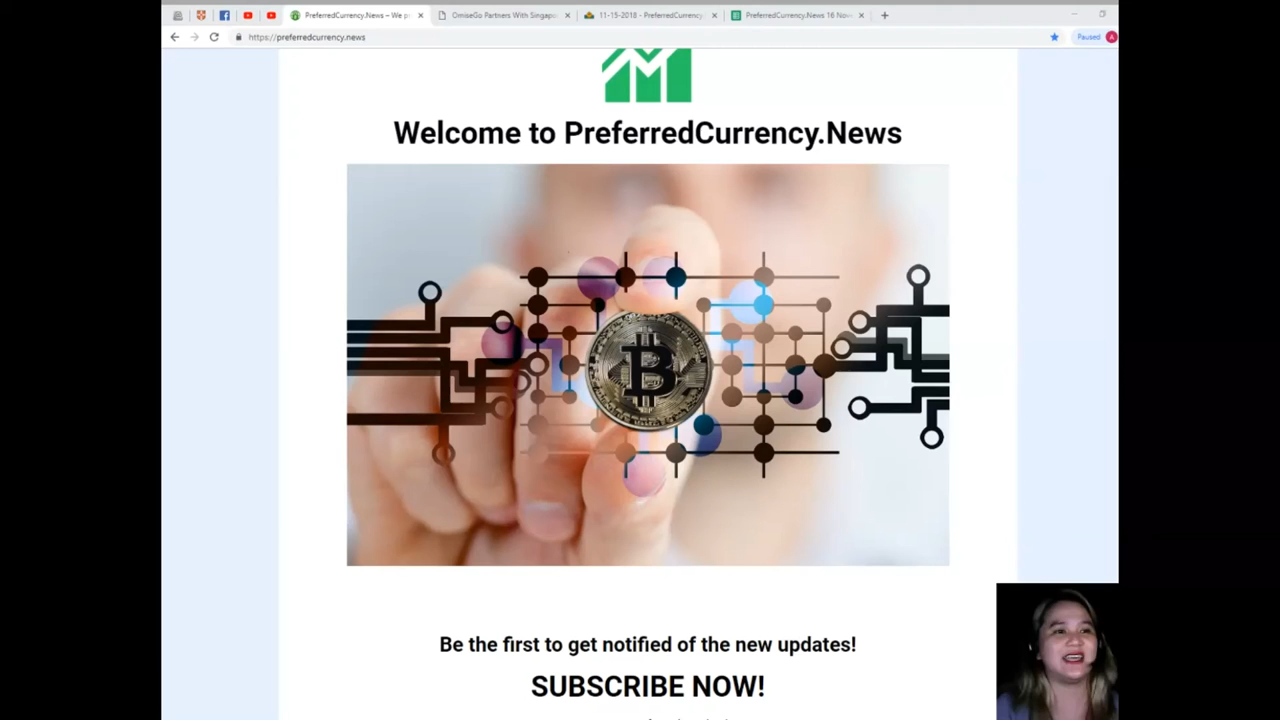 PreferredCurrency.News – We p
OmiseGo Partners With Singap
11-15-2018 - PreferredCurrency
PreferredCurrency.News 16 Nov
https://preferredcurrency.news
Paused
A
Welcome to PreferredCurrency.News
B
Be the first to get notified of the new updates!
SUBSCRIBE NOW!